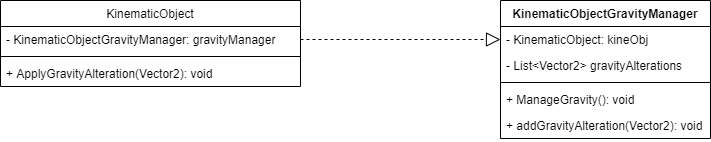 KinematicObject
- KinematicObjectGravityManager: gravityManager
+ ApplyGravityAlteration(Vector2): void
KinematicObjectGravityManager
- KinematicObject: kineObj
- List<Vector2> gravityAlterations
+ ManageGravity(): void
+ addGravityAlteration(Vector2): void